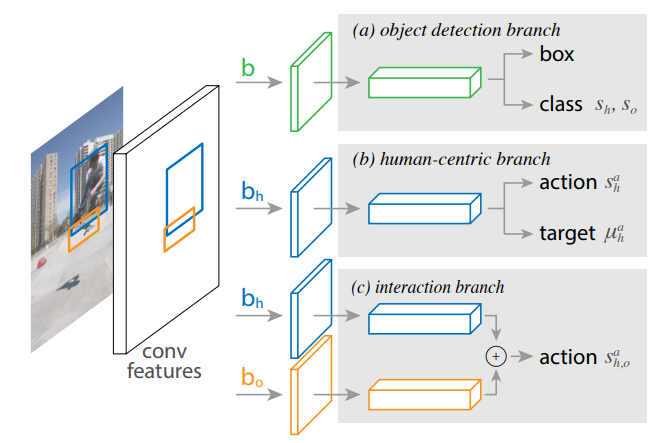 (a) object detection branch
b
box
class s_h, s_o
(b) human-centric branch
b_h
action s_h^a
target μ_h^a
(c) interaction branch
b_h
+
action s_{h,o}^a
b_o
conv
features